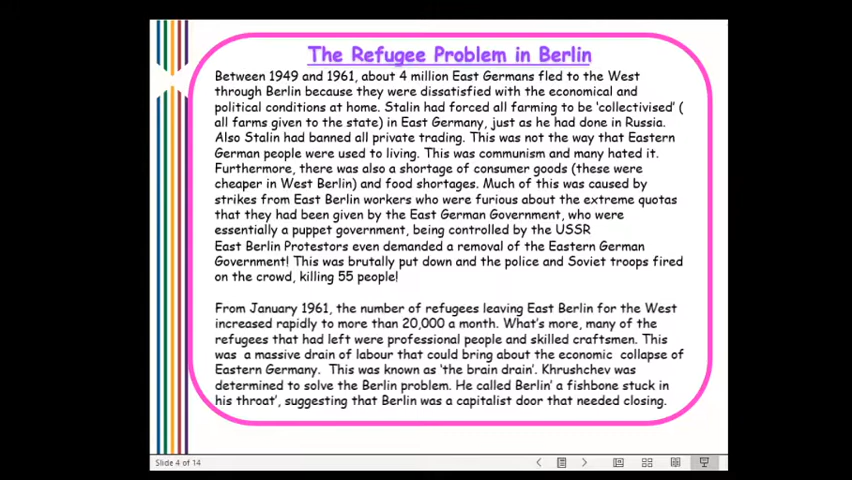 The Refugee Problem in Berlin
Between 1949 and 1961, about 4 million East Germans fled to the West
through Berlin because they were dissatisfied with the economical and
political conditions at home. Stalin had forced all farming to be ‘collectivised’ (
all farms given to the state) in East Germany, just as he had done in Russia.
Also Stalin had banned all private trading. This was not the way that Eastern
German people were used to living. This was communism and many hated it.
Furthermore, there was also a shortage of consumer goods (these were
cheaper in West Berlin) and food shortages. Much of this was caused by
strikes from East Berlin workers who were furious about the extreme quotas
that they had been given by the East German Government, who were
essentially a puppet government, being controlled by the USSR
East Berlin Protestors even demanded a removal of the Eastern German
Government! This was brutally put down and the police and Soviet troops fired
on the crowd, killing 55 people!
From January 1961, the number of refugees leaving East Berlin for the West
increased rapidly to more than 20,000 a month. What’s more, many of the
refugees that had left were professional people and skilled craftsmen. This
was a massive drain of labour that could bring about the economic collapse of
Eastern Germany. This was known as ‘the brain drain’. Khrushchev was
determined to solve the Berlin problem. He called Berlin’ a fishbone stuck in
his throat’, suggesting that Berlin was a capitalist door that needed closing.
Slide 4 of 14